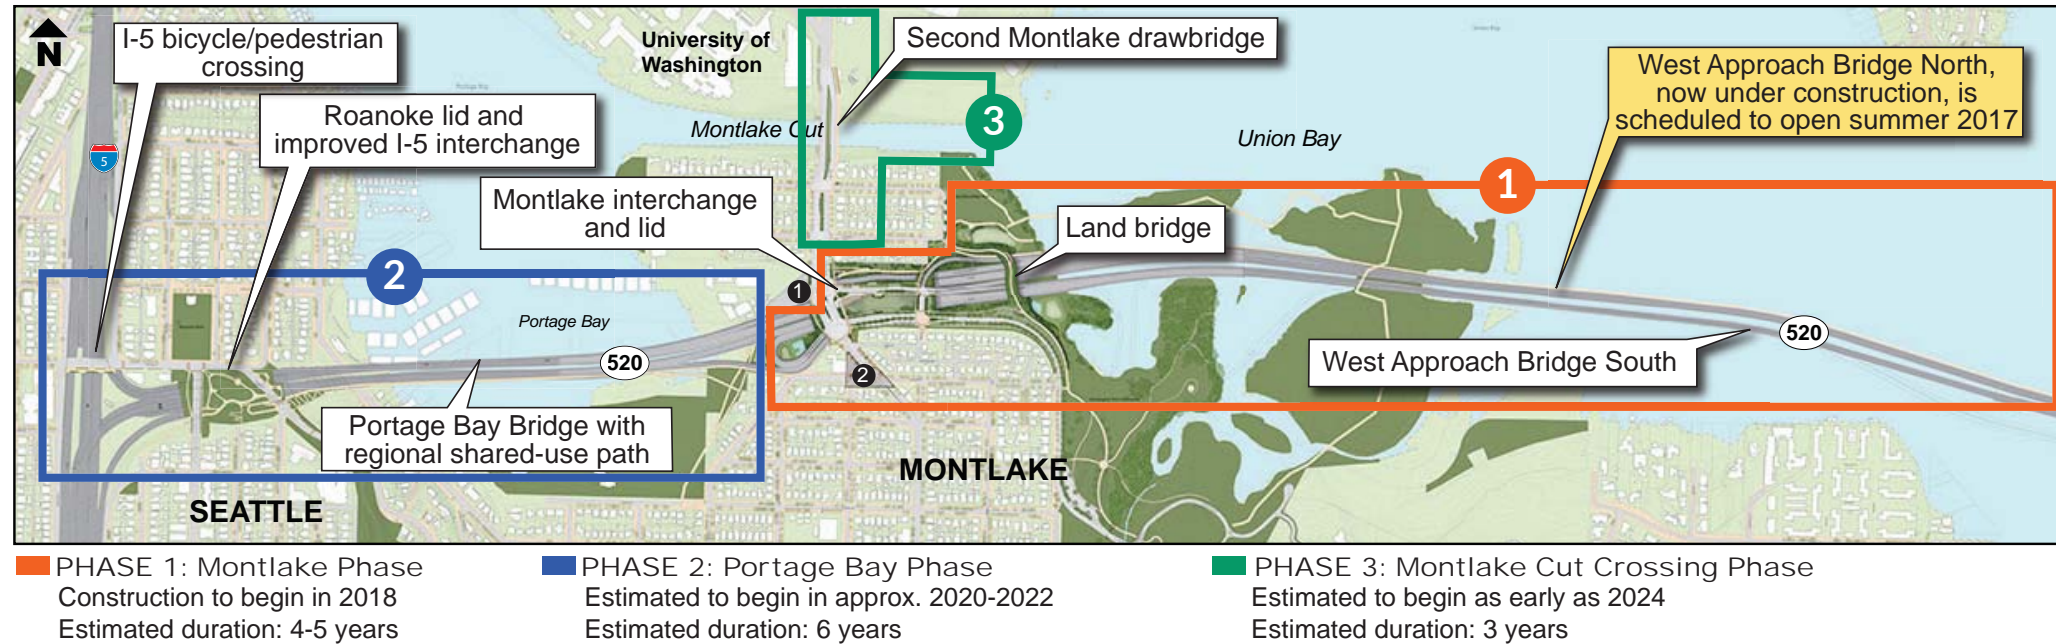 N
I-5 bicycle/pedestrian
crossing
Roanoke lid and
improved I-5 interchange
5
University of
Washington
Second Montlake drawbridge
3
Montlake Cut
Union Bay
West Approach Bridge North,
now under construction, is
scheduled to open summer 2017
1
Montlake interchange
and lid
Land bridge
2
1
Portage Bay
520
2
520
West Approach Bridge South
Portage Bay Bridge with
regional shared-use path
MONTLAKE
SEATTLE
PHASE 1: Montlake Phase
Construction to begin in 2018
Estimated duration: 4-5 years
PHASE 2: Portage Bay Phase
Estimated to begin in approx. 2020-2022
Estimated duration: 6 years
PHASE 3: Montlake Cut Crossing Phase
Estimated to begin as early as 2024
Estimated duration: 3 years